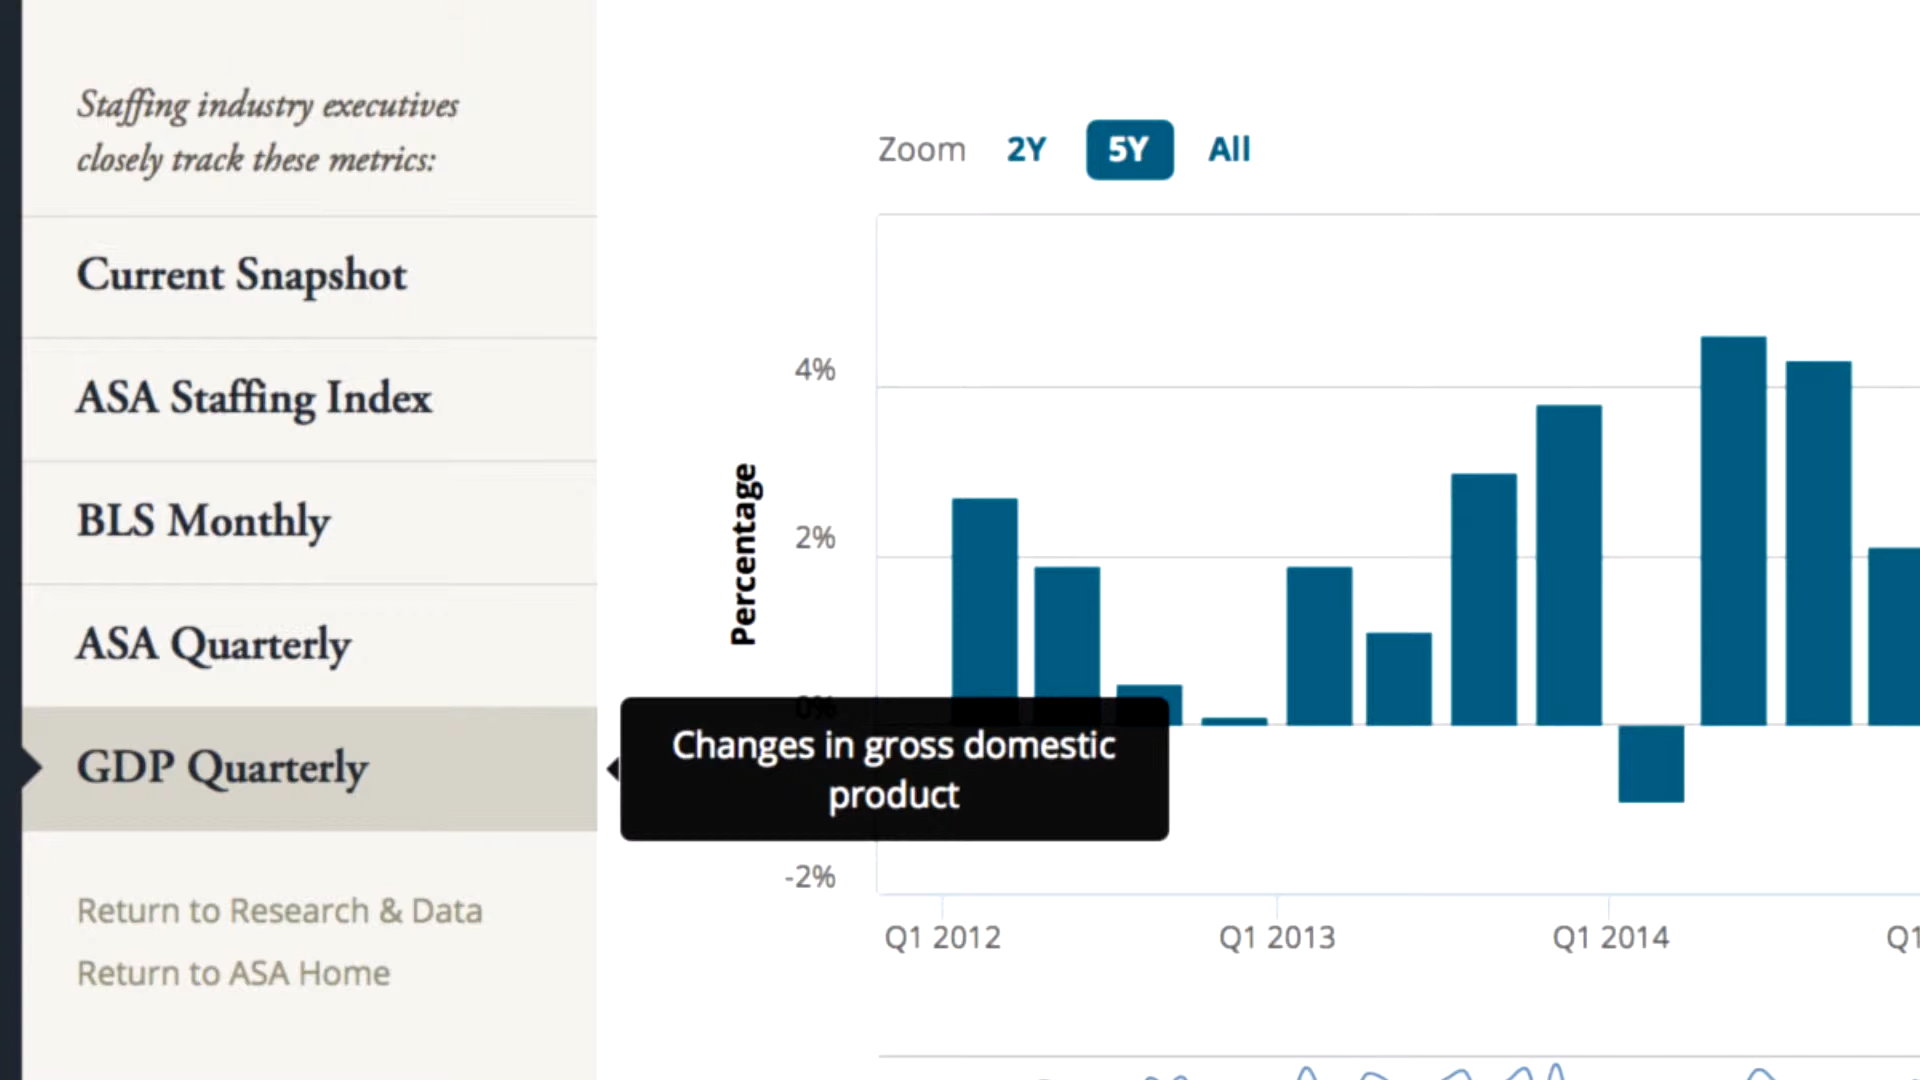 Staffing industry executives
closely track these metrics:
Current Snapshot
ASA Staffing Index
BLS Monthly
ASA Quarterly
GDP Quarterly
Return to Research & Data
Return to ASA Home
Zoom 2Y 5Y All
Percentage
4%
2%
0%
-2%
Changes in gross domestic
product
Q1 2012 Q1 2013 Q1 2014 Q1